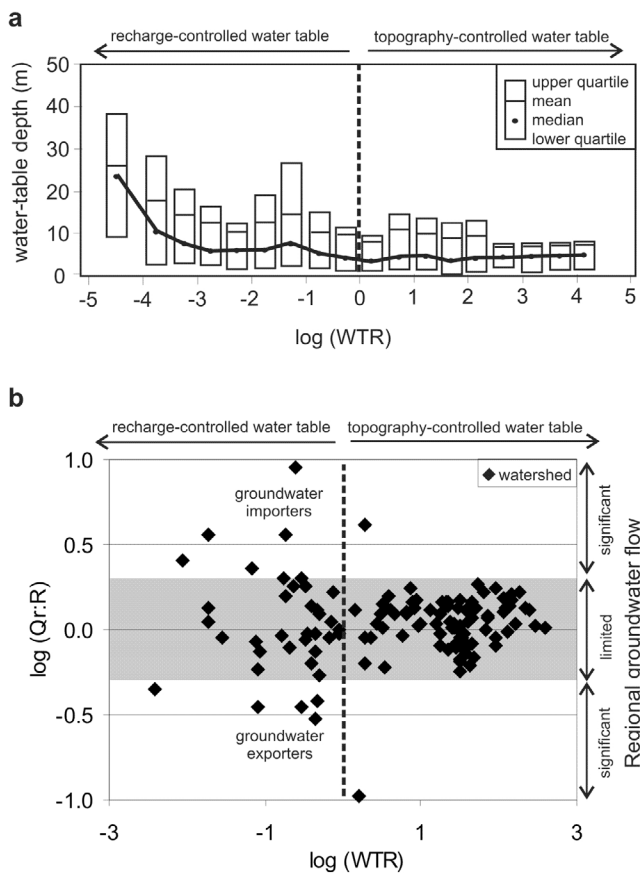 a
recharge-controlled water table
topography-controlled water table
water-table depth (m)
50
40
30
20
10
0
upper quartile
mean
median
lower quartile
-5 -4 -3 -2 -1 0 1 2 3 4 5
log (WTR)
b
recharge-controlled water table
topography-controlled water table
log (Qr:R)
1.0
0.5
0.0
-0.5
-1.0
groundwater
importers
watershed
groundwater
exporters
significant
limited
significant
Regional groundwater flow
-3 -1 1 3
log (WTR)